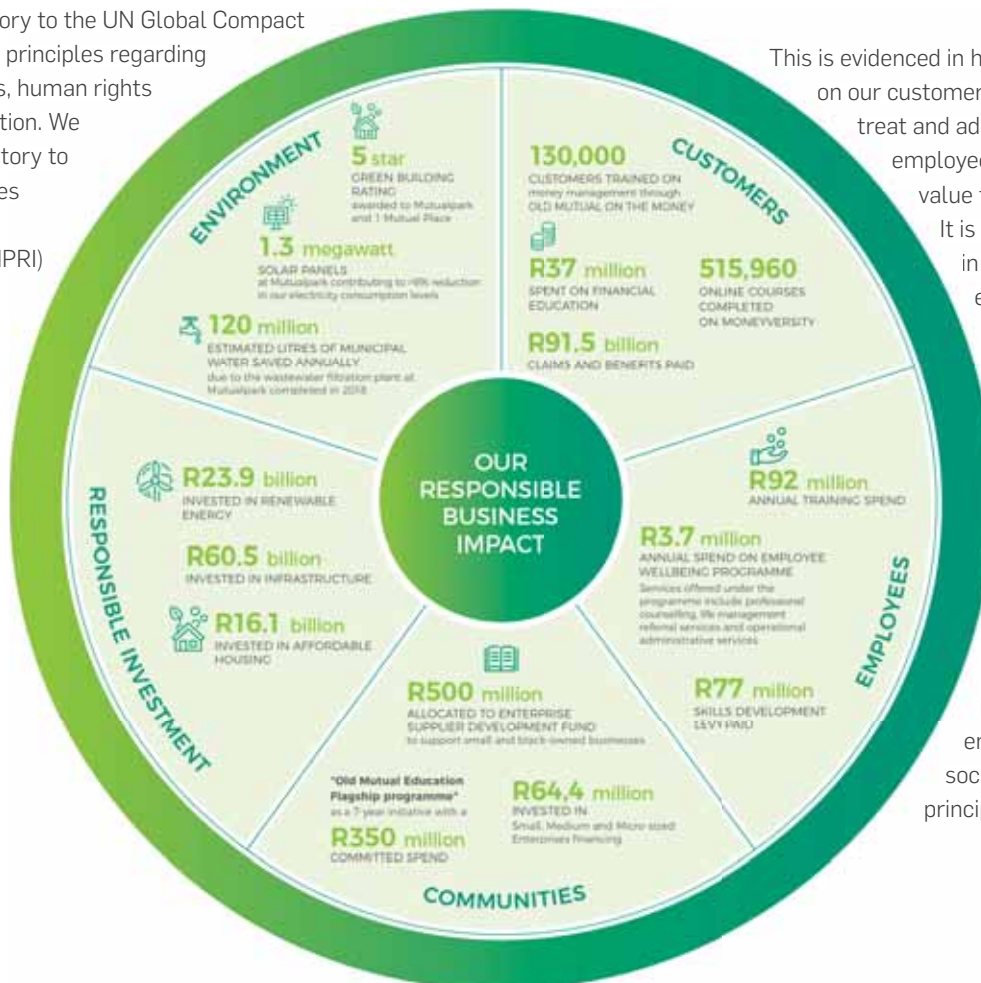 ory to the UN Global Compact
principles regarding
s, human rights
tion. We
tory to
es
PRI)
This is evidenced in h
on our customer
treat and ad
employee
value
It is
in
e
en
soc
princip
OUR
RESPONSIBLE
BUSINESS
IMPACT
ENVIRONMENT
5 star
GREEN BUILDING
RATING
awarded to Mutualpark
and 1 Mutual Place
1.3 megawatt
SOLAR PANELS
at Mutualpark contributing to reduction
in our electricity consumption levels
120 million
ESTIMATED LITRES OF MUNICIPAL
WATER SAVED ANNUALLY
due to the wastewater filtration plant at
Mutualpark completed in 2018
CUSTOMERS
130,000
CUSTOMERS TRAINED ON
money management through
OLD MUTUAL ON THE MONEY
R37 million
SPENT ON FINANCIAL
EDUCATION
515,960
ONLINE COURSES
COMPLETED
ON MONEYVERSITY
R91.5 billion
CLAIMS AND BENEFITS PAID
EMPLOYEES
R92 million
ANNUAL TRAINING SPEND
R3.7 million
ANNUAL SPEND ON EMPLOYEE
WELLBEING PROGRAMME
Services offered under the
programme include professional
counselling, life management
referral services and operational
administrative services
R77 million
SKILLS DEVELOPMENT
LEVY PAID
COMMUNITIES
R500 million
ALLOCATED TO ENTERPRISE
SUPPLIER DEVELOPMENT FUND
to support small and black-owned businesses
"Old Mutual Education
Flagship programme"
as a 7-year initiative with a
R350 million
COMMITTED SPEND
R64,4 million
INVESTED IN
Small, Medium and Micro-sized
Enterprises financing
RESPONSIBLE INVESTMENT
R23.9 billion
INVESTED IN RENEWABLE
ENERGY
R60.5 billion
INVESTED IN INFRASTRUCTURE
R16.1 billion
INVESTED IN AFFORDABLE
HOUSING